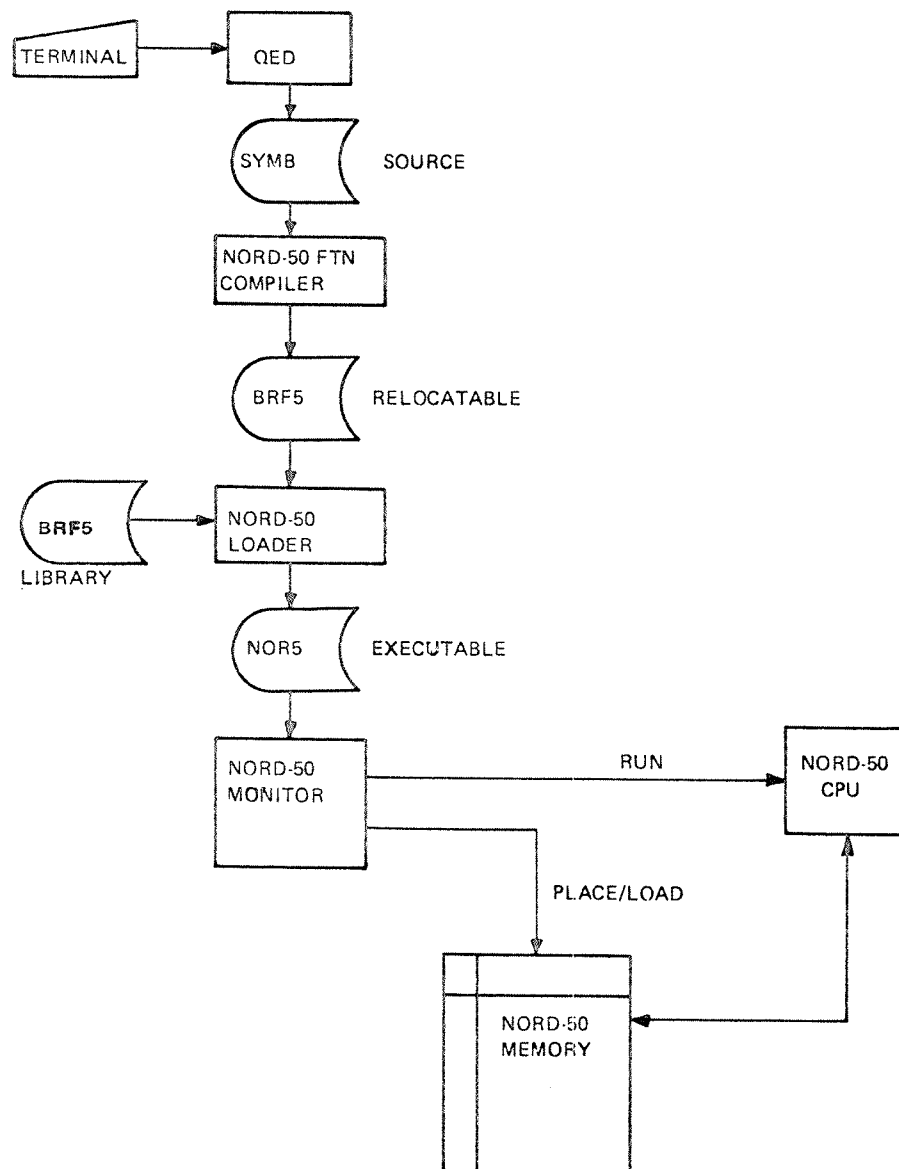 TERMINAL
QED
SYMB
SOURCE
NORD-50 FTN
COMPILER
BRF5
RELOCATABLE
BRF5
LIBRARY
NORD-50
LOADER
NOR5
EXECUTABLE
NORD-50
MONITOR
RUN
NORD-50
CPU
PLACE/LOAD
NORD-50
MEMORY